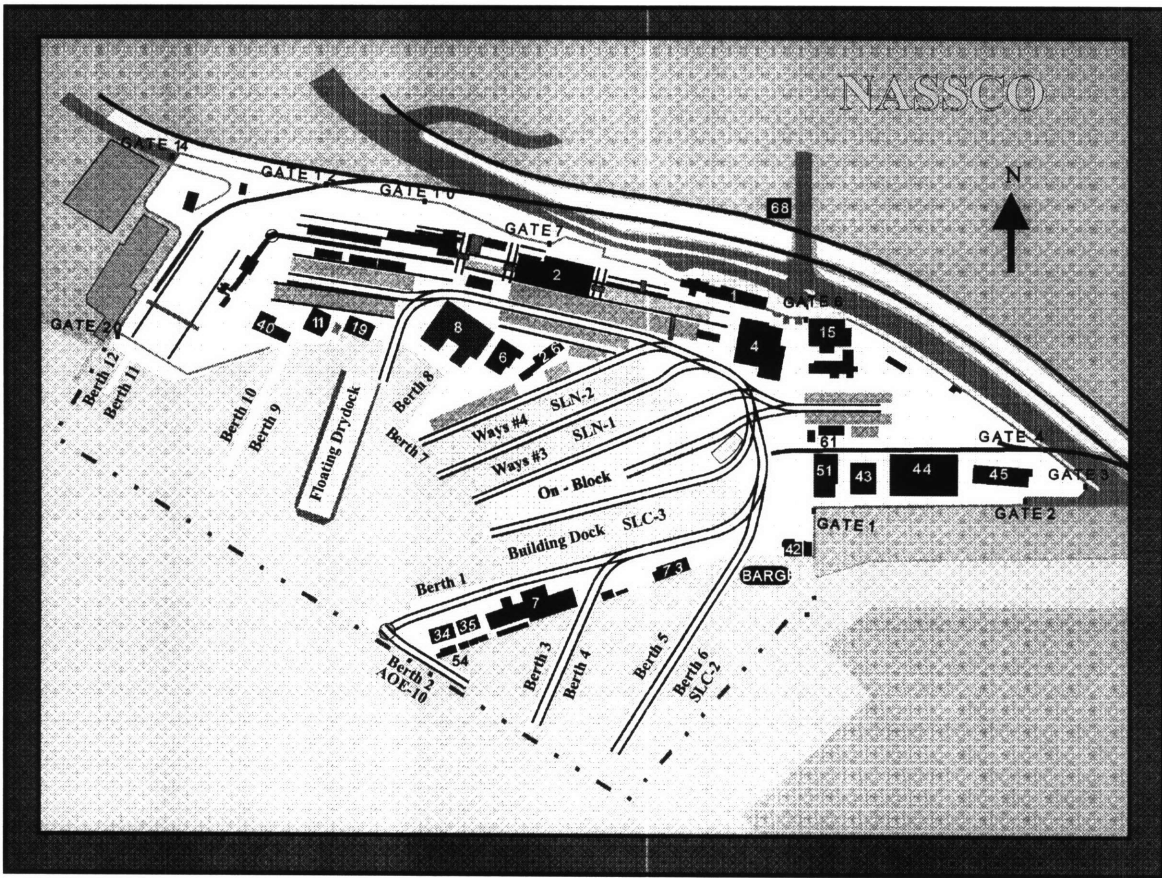 NASSCO
N
GATE 14
GATE 12
GATE 10
GATE 7
68
2
1
1
GATE 6
GATE 20
40
11
19
8
6
26
4
15
Berth 12
Berth 11
Berth 10
Berth 9
Floating Drydock
Berth 8
Berth 7
Ways #4
SLN-2
SLN-1
Ways #3
On - Block
Building Dock
SLC-3
61
GATE 4
51
43
44
45
GATE 3
GATE 1
GATE 2
42
BARGE
Berth 1
73
7
34
35
54
Berth 2
AOE-10
Berth 3
Berth 4
Berth 5
Berth 6
SLC-2